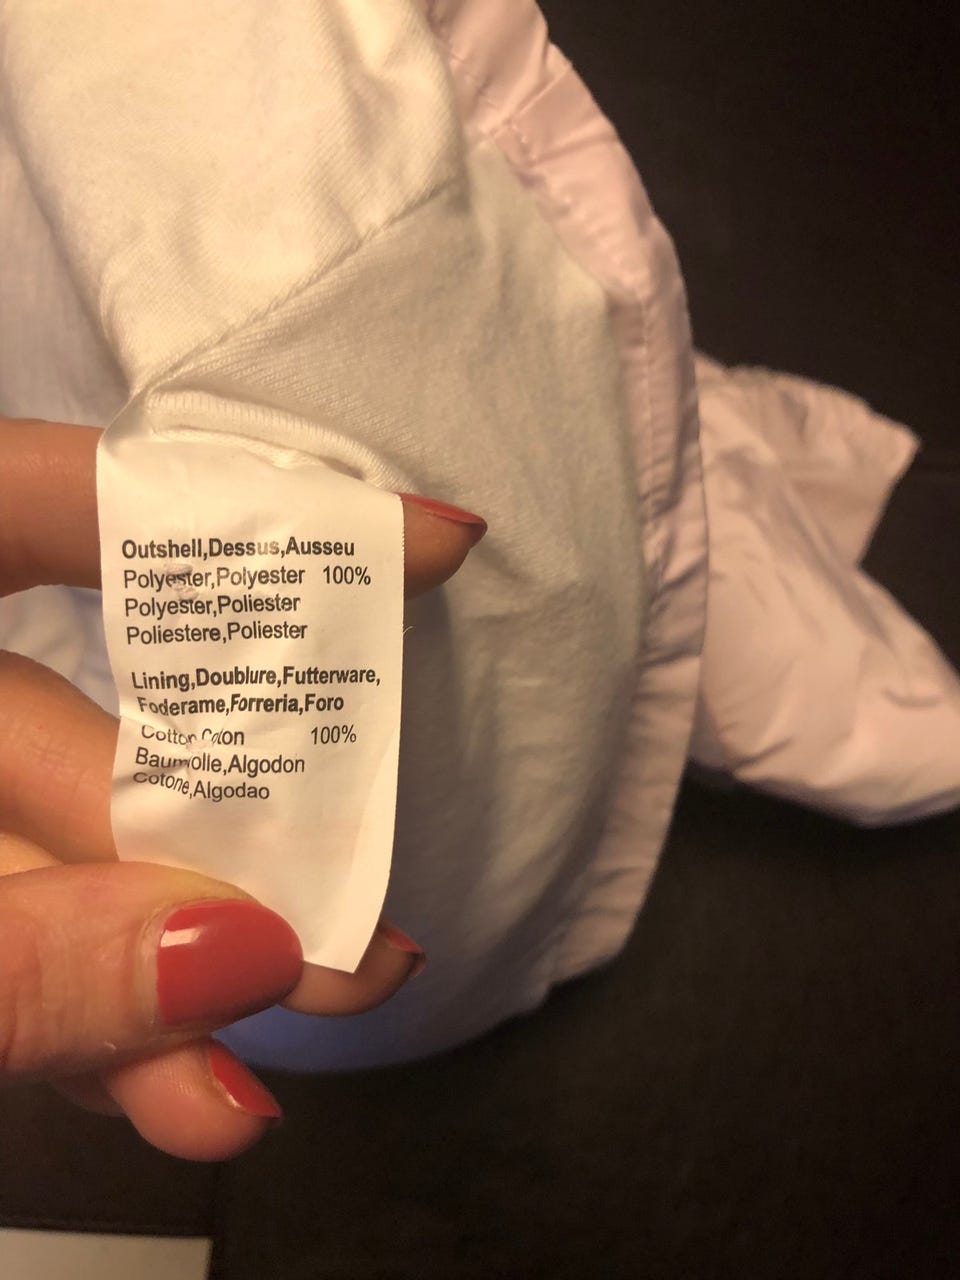 Outshell,Dessus,Ausseu
Polyester,Polyester 100%
Polyester,Poliester
Poliestere,Poliester
Lining,Doublure,Futterware,
Foderame,Forreria,Foro
Cotton Coton 100%
Baumolle,Algodon
Cotone,Algodao